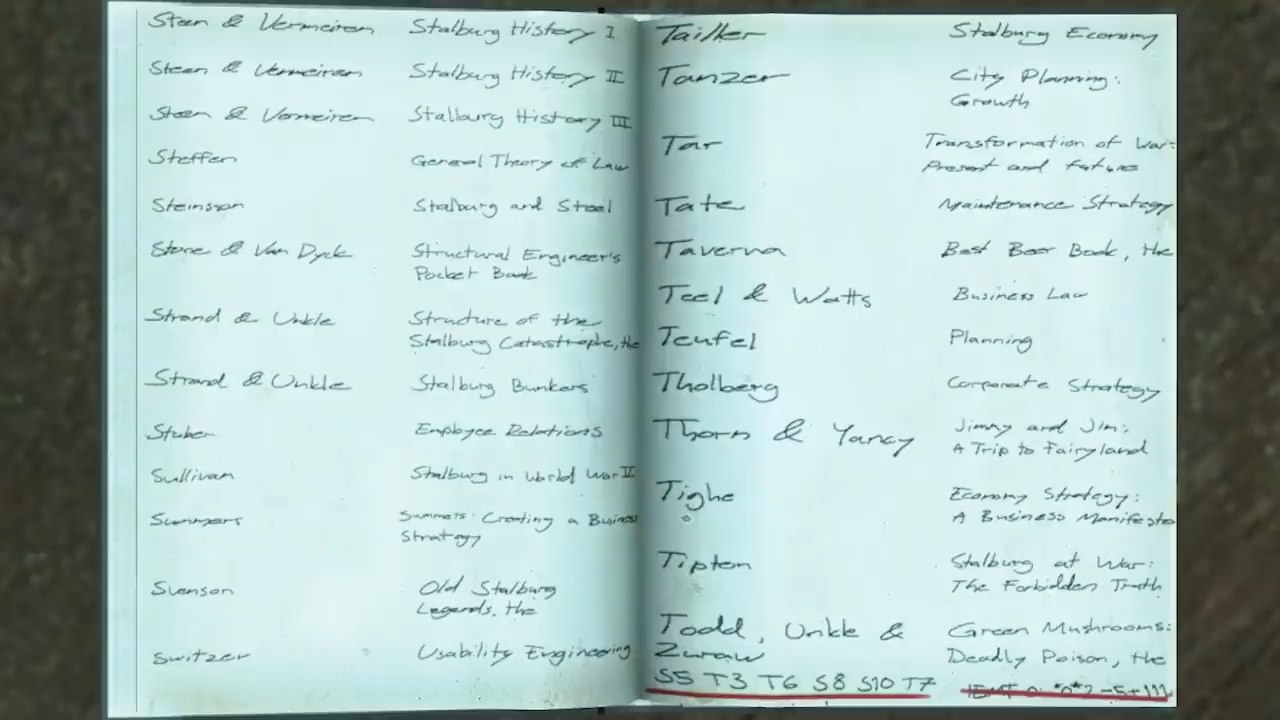 Steen & Vermeiren Stalburg History I
Steen & Vermeiren Stalburg History II
Steen & Vermeiren Stalburg History III
Steffen General Theory of Law
Steinsson Stalburg and Steel
Stone & Van Dyck Structural Engineer's
Pocket Book
Strand & Unkle Structure of the
Stalburg Catastrophe, the
Strand & Unkle Stalburg Bunkers
Stuber Employee Relations
Sullivan Stalburg in World War II
Summers Summers: Creating a Business
Strategy
Svenson Old Stalburg
Legends, the
Switzer Usability Engineering
Tailker Stalburg Economy
Tanzer City Planning:
Growth
Tar Transformation of War:
Present and future
Tate Maintenance Strategy
Taverna Best Beer Book, the
Teel & Watts Business Law
Teufel Planning
Tholberg Corporate Strategy
Thorn & Yancy Jimmy and Jim:
A Trip to Fairyland
Tighe Economy Strategy:
A Business Manifesto
Tipten Stalburg at War:
The Forbidden Truth
Todd, Unkle & Green Mushrooms:
Zuraw Deadly Poison, the
S5 T3 T6 S8 S10 T7